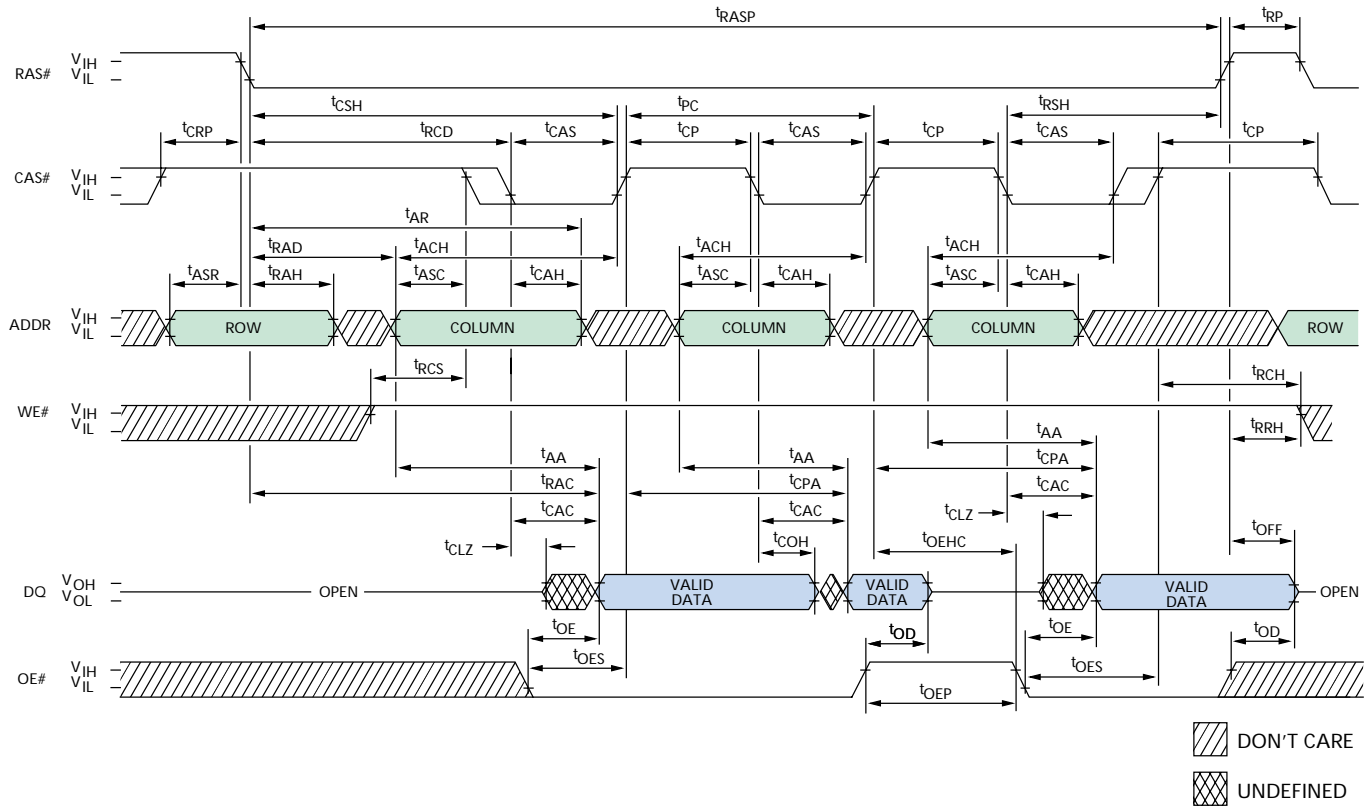 tRASP tRP
RAS# VIH
VIL
tCSH tPC tRSH
tCRP tRCD tCAS tCP tCAS tCP tCAS tCP
CAS# VIH
VIL
tAR
tRAD tACH tACH tACH
tASR tRAH tASC tCAH tASC tCAH tASC tCAH
ADDR VIH
VIL
ROW COLUMN COLUMN COLUMN ROW
tRCS tRCH
WE# VIH
VIL
tRRH
tAA tAA tAA
tRAC tCPA tCPA
tCAC tCAC tCAC
tCLZ tCOH tOEHC tCLZ tOFF
DQ VOH
VOL
OPEN VALID DATA VALID DATA VALID DATA OPEN
tOE tOD tOE tOD
tOES tOES
OE# VIH
VIL
tOEP
DON'T CARE
UNDEFINED